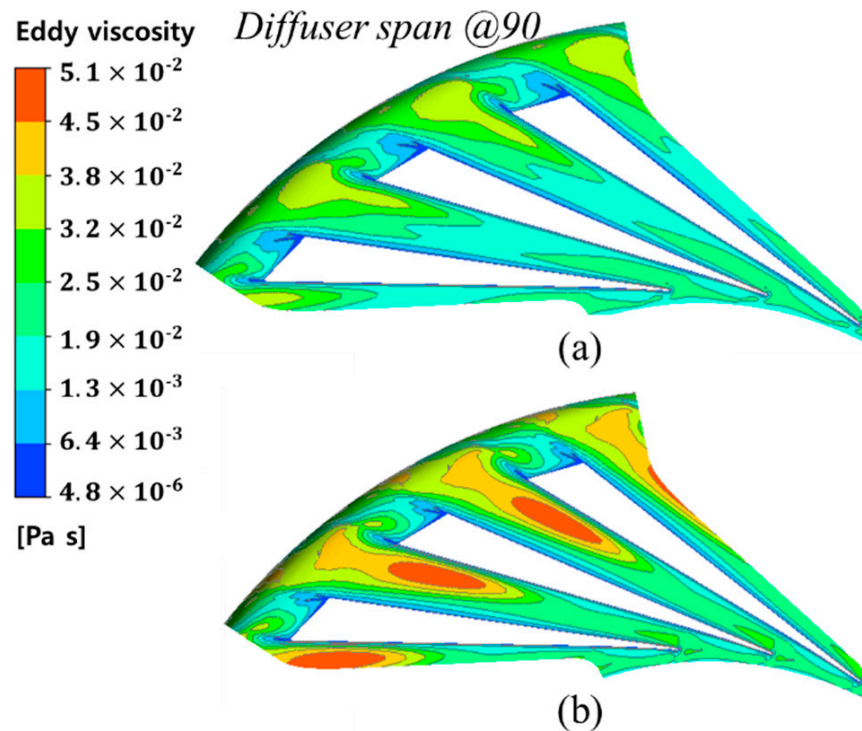 Eddy viscosity
Diffuser span @90
5.1 × 10⁻²
4.5 × 10⁻²
3.8 × 10⁻²
3.2 × 10⁻²
2.5 × 10⁻²
1.9 × 10⁻²
1.3 × 10⁻³
6.4 × 10⁻³
4.8 × 10⁻⁶
[Pa s]
(a)
(b)